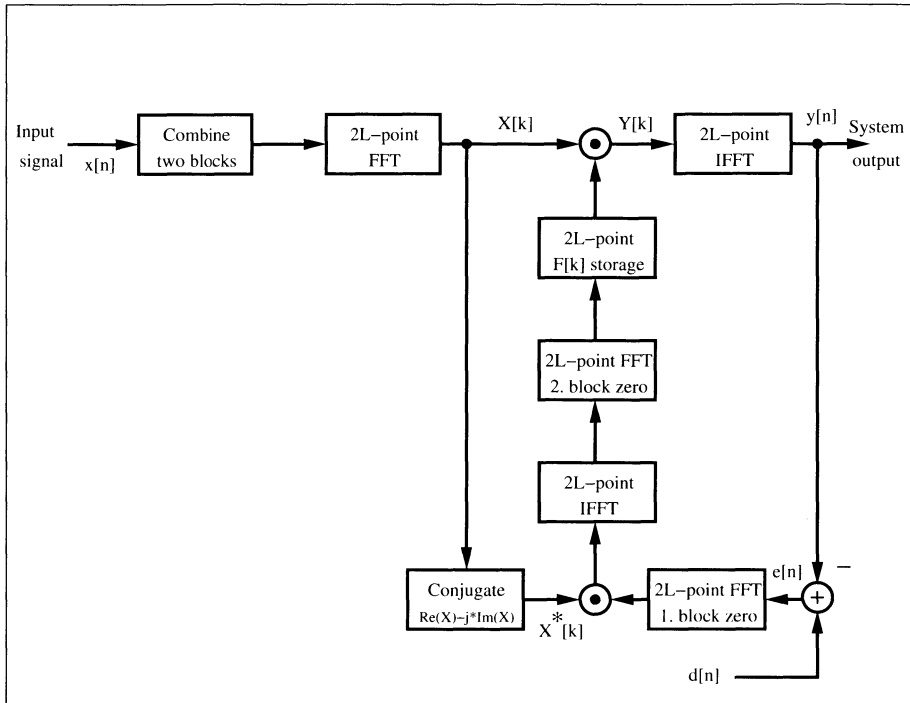 Input
signal
x[n]
Combine
two blocks
2L−point
FFT
X[k]
Y[k]
2L−point
IFFT
y[n]
System
output
2L−point
F[k] storage
2L−point FFT
2. block zero
2L−point
IFFT
Conjugate
Re(X)−j*Im(X)
X*[k]
2L−point FFT
1. block zero
e[n]
−
+
d[n]